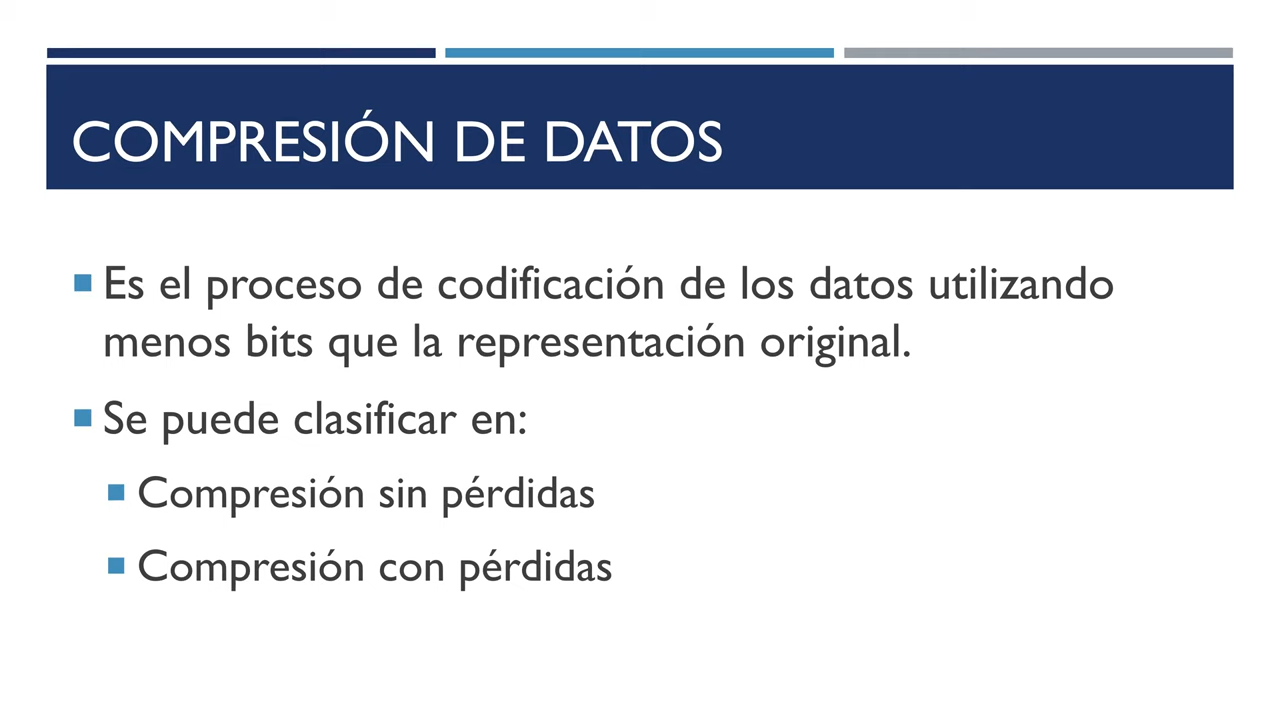 COMPRESIÓN DE DATOS
Es el proceso de codificación de los datos utilizando
menos bits que la representación original.
Se puede clasificar en:
Compresión sin pérdidas
Compresión con pérdidas